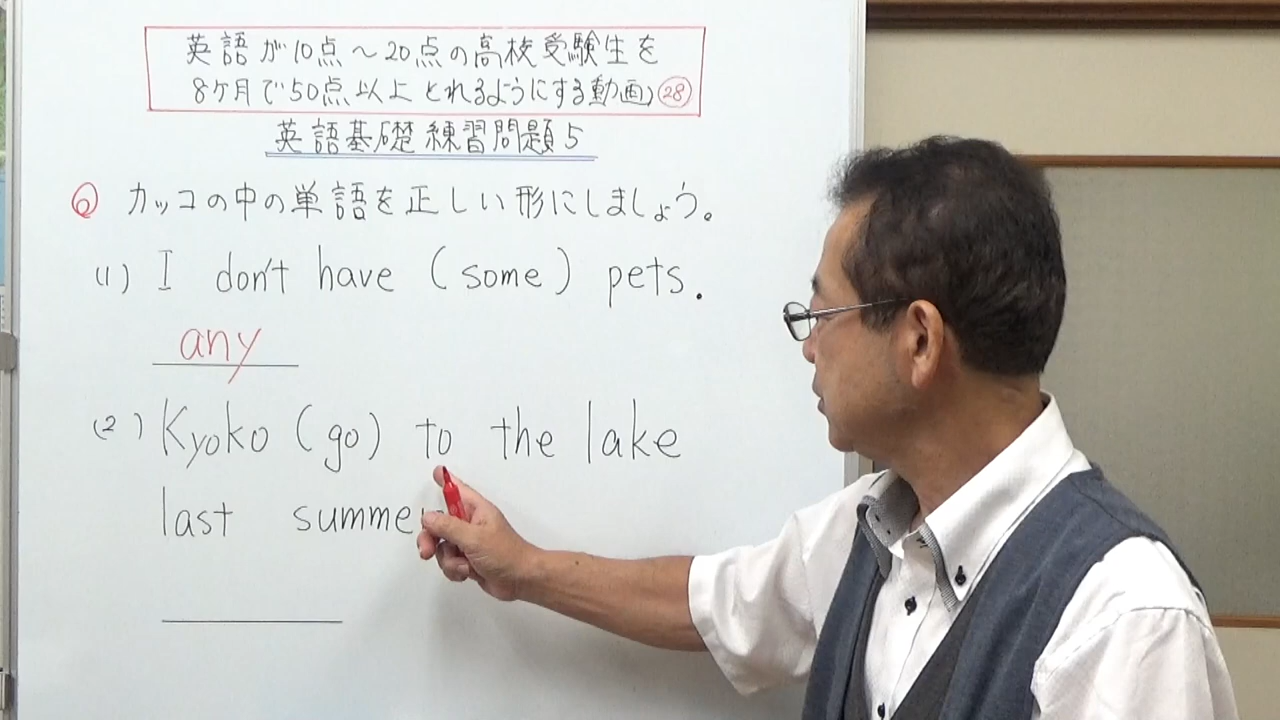 英語が10点～20点の高校受験生を
8ヶ月で50点以上とれるようにする動画㉘
英語基礎練習問題5
⑥ カッコの中の単語を正しい形にしましょう。
(1) I don't have (some) pets.
any
(2) Kyoko (go) to the lake
last summer